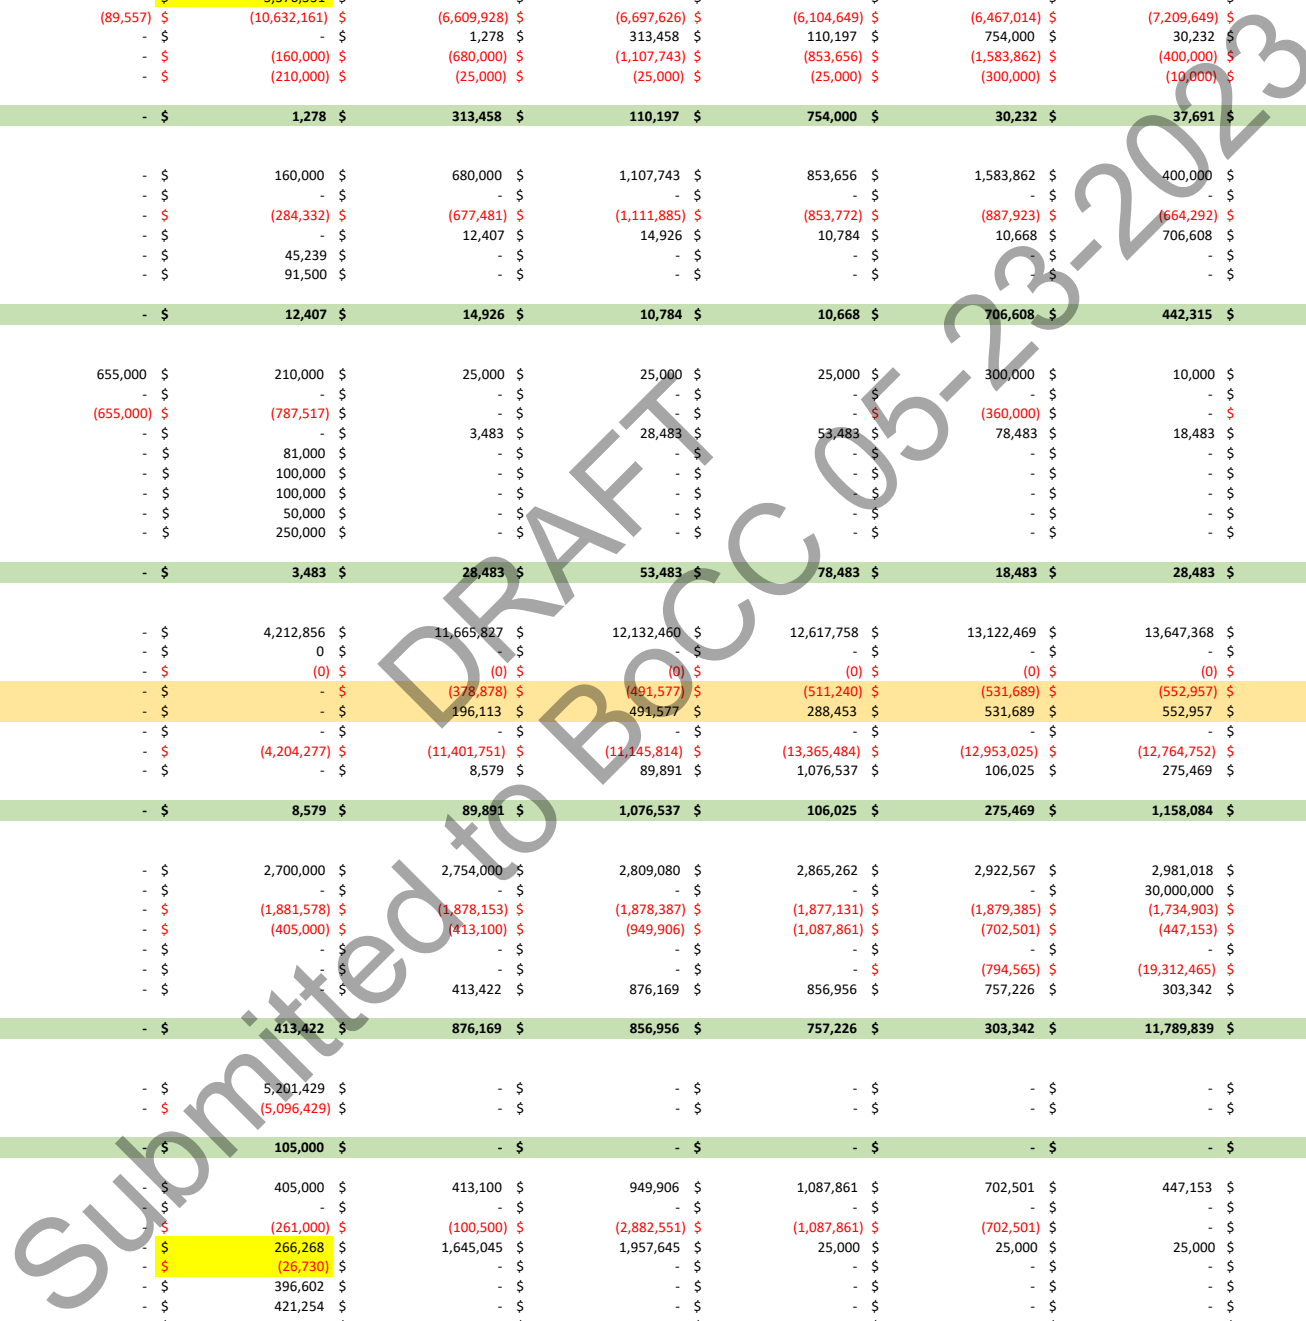 (89,557) $ (10,632,161) $ (6,609,928) $ (6,697,626) $ (6,104,649) $ (6,467,014) $ (7,209,649) $
- $ - $ 1,278 $ 313,458 $ 110,197 $ 754,000 $ 30,232 $
- $ (160,000) $ (680,000) $ (1,107,743) $ (853,656) $ (1,583,862) $ (400,000) $
- $ (210,000) $ (25,000) $ (25,000) $ (25,000) $ (300,000) $ (10,000) $
- $ 1,278 $ 313,458 $ 110,197 $ 754,000 $ 30,232 $ 37,691 $
- $ 160,000 $ 680,000 $ 1,107,743 $ 853,656 $ 1,583,862 $ 400,000 $
- $ - $ - $ - $ - $ - $ - $
- $ (284,332) $ (677,481) $ (1,111,885) $ (853,772) $ (887,923) $ (664,292) $
- $ - $ 12,407 $ 14,926 $ 10,784 $ 10,668 $ 706,608 $
- $ 45,239 $ - $ - $ - $ - $ - $
- $ 91,500 $ - $ - $ - $ - $ - $
- $ 12,407 $ 14,926 $ 10,784 $ 10,668 $ 706,608 $ 442,315 $
655,000 $ 210,000 $ 25,000 $ 25,000 $ 25,000 $ 300,000 $ 10,000 $
- $ - $ - $ - $ - $ - $ - $
(655,000) $ (787,517) $ - $ - $ - $ (360,000) $ - $
- $ - $ 3,483 $ 28,483 $ 53,483 $ 78,483 $ 18,483 $
- $ 81,000 $ - $ - $ - $ - $ - $
- $ 100,000 $ - $ - $ - $ - $ - $
- $ 100,000 $ - $ - $ - $ - $ - $
- $ 50,000 $ - $ - $ - $ - $ - $
- $ 250,000 $ - $ - $ - $ - $ - $
- $ 3,483 $ 28,483 $ 53,483 $ 78,483 $ 18,483 $ 28,483 $
- $ 4,212,856 $ 11,665,827 $ 12,132,460 $ 12,617,758 $ 13,122,469 $ 13,647,368 $
- $ 0 $ - $ - $ - $ - $ - $
- $ (0) $ (0) $ (0) $ (0) $ (0) $ (0) $
- $ - $ (378,878) $ (491,577) $ (511,240) $ (531,689) $ (552,957) $
- $ - $ 196,113 $ 491,577 $ 288,453 $ 531,689 $ 552,957 $
- $ - $ - $ - $ - $ - $ - $
- $ (4,204,277) $ (11,401,751) $ (11,145,814) $ (13,365,484) $ (12,953,025) $ (12,764,752) $
- $ - $ 8,579 $ 89,891 $ 1,076,537 $ 106,025 $ 275,469 $
- $ 8,579 $ 89,891 $ 1,076,537 $ 106,025 $ 275,469 $ 1,158,084 $
- $ 2,700,000 $ 2,754,000 $ 2,809,080 $ 2,865,262 $ 2,922,567 $ 2,981,018 $
- $ - $ - $ - $ - $ - $ 30,000,000 $
- $ (1,881,578) $ (1,878,153) $ (1,878,387) $ (1,877,131) $ (1,879,385) $ (1,734,903) $
- $ (405,000) $ (413,100) $ (949,906) $ (1,087,861) $ (702,501) $ (447,153) $
- $ - $ - $ - $ - $ - $ - $
- $ - $ - $ - $ - $ (794,565) $ (19,312,465) $
- $ - $ 413,422 $ 876,169 $ 856,956 $ 757,226 $ 303,342 $
- $ 413,422 $ 876,169 $ 856,956 $ 757,226 $ 303,342 $ 11,789,839 $
- $ 5,201,429 $ - $ - $ - $ - $ - $
- $ (5,096,429) $ - $ - $ - $ - $ - $
- $ 105,000 $ - $ - $ - $ - $ - $
- $ 405,000 $ 413,100 $ 949,906 $ 1,087,861 $ 702,501 $ 447,153 $
- $ - $ - $ - $ - $ - $ - $
- $ (261,000) $ (100,500) $ (2,882,551) $ (1,087,861) $ (702,501) $ - $
- $ 266,268 $ 1,645,045 $ 1,957,645 $ 25,000 $ 25,000 $ 25,000 $
- $ (26,730) $ - $ - $ - $ - $ - $
- $ 396,602 $ - $ - $ - $ - $ - $
- $ 421,254 $ - $ - $ - $ - $ - $
DRAFT
Submitted to BoCC 05-23-2023